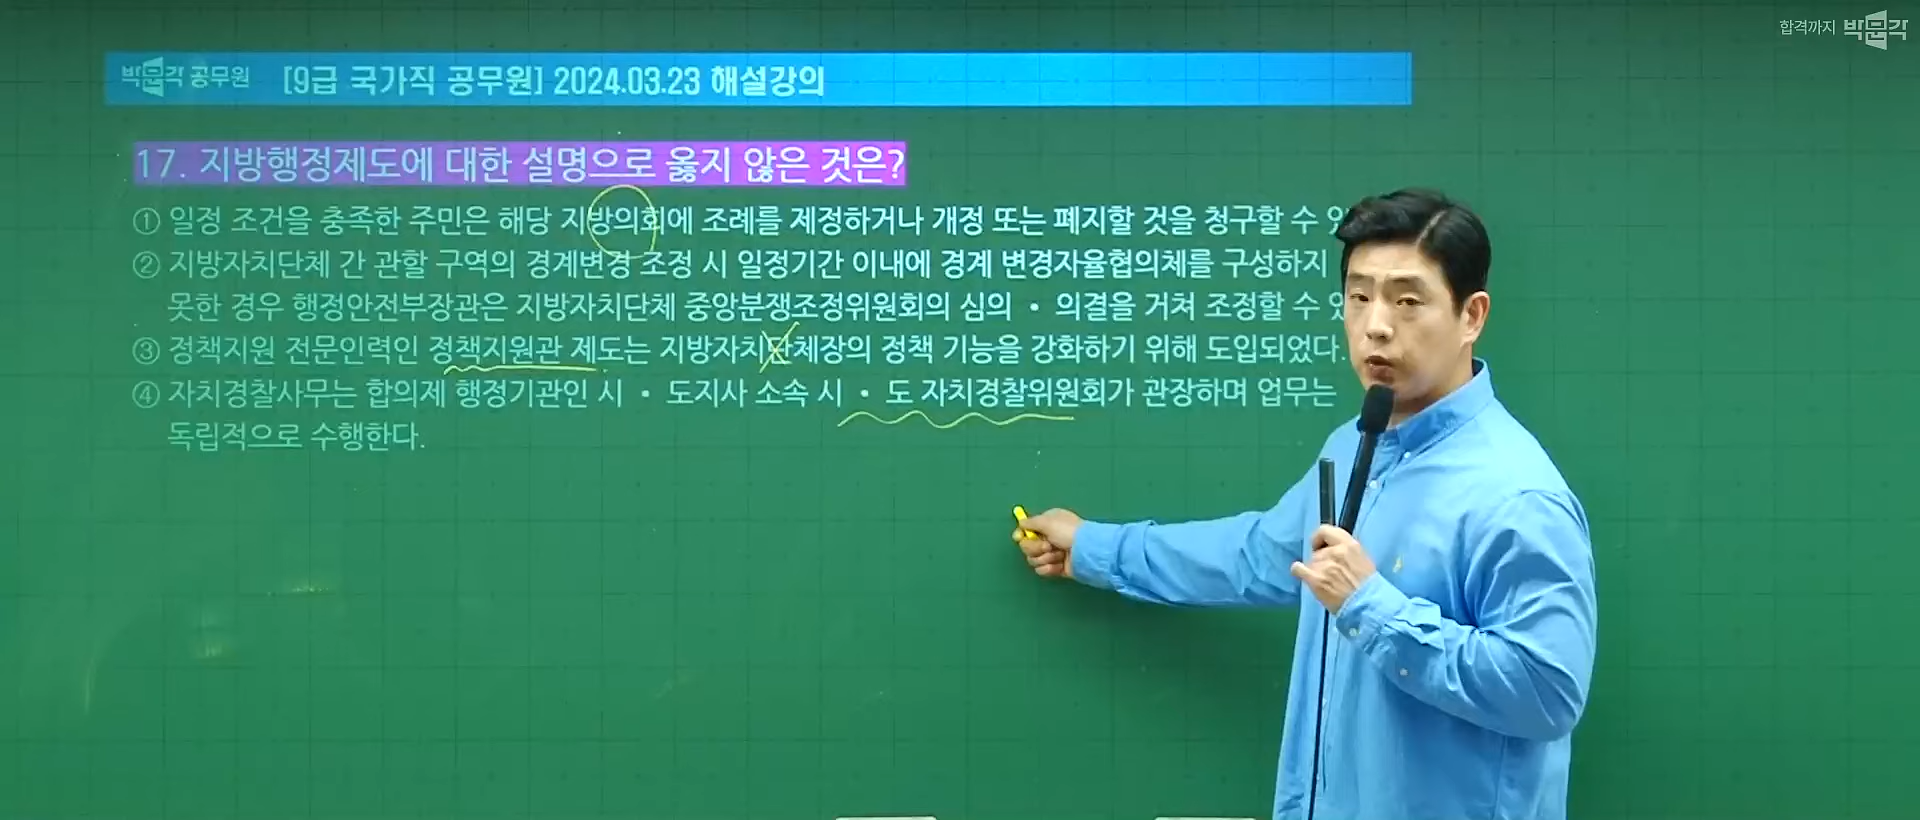 합격까지 박문각
박문각 공무원 [9급 국가직 공무원] 2024.03.23 해설강의
17. 지방행정제도에 대한 설명으로 옳지 않은 것은?
① 일정 조건을 충족한 주민은 해당 지방의회에 조례를 제정하거나 개정 또는 폐지할 것을 청구할 수
② 지방자치단체 간 관할 구역의 경계변경 조정 시 일정기간 이내에 경계 변경자율협의체를 구성하지
못한 경우 행정안전부장관은 지방자치단체 중앙분쟁조정위원회의 심의 • 의결을 거쳐 조정할 수
③ 정책지원 전문인력인 정책지원관 제도는 지방자치단체장의 정책 기능을 강화하기 위해 도입되었다.
④ 자치경찰사무는 합의제 행정기관인 시 • 도지사 소속 시 • 도 자치경찰위원회가 관장하며 업무는
독립적으로 수행한다.